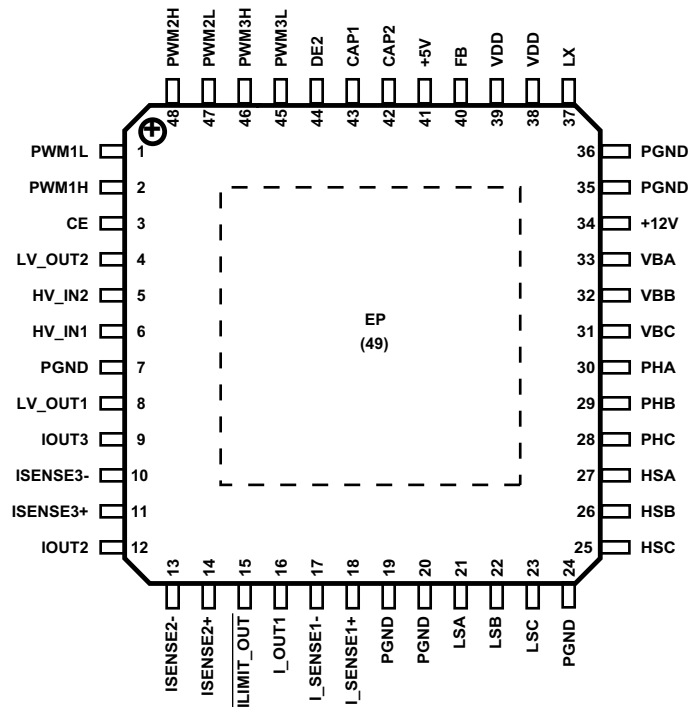 PWM2H
PWM2L
PWM3H
PWM3L
DE2
CAP1
CAP2
+5V
FB
VDD
VDD
LX
48
47
46
45
44
43
42
41
40
39
38
37
PWM1L 1
PWM1H 2
CE 3
LV_OUT2 4
HV_IN2 5
HV_IN1 6
PGND 7
LV_OUT1 8
IOUT3 9
ISENSE3- 10
ISENSE3+ 11
IOUT2 12
EP
(49)
36 PGND
35 PGND
34 +12V
33 VBA
32 VBB
31 VBC
30 PHA
29 PHB
28 PHC
27 HSA
26 HSB
25 HSC
13
14
15
16
17
18
19
20
21
22
23
24
ISENSE2-
ISENSE2+
ILIMIT_OUT
I_OUT1
I_SENSE1-
I_SENSE1+
PGND
PGND
LSA
LSB
LSC
PGND